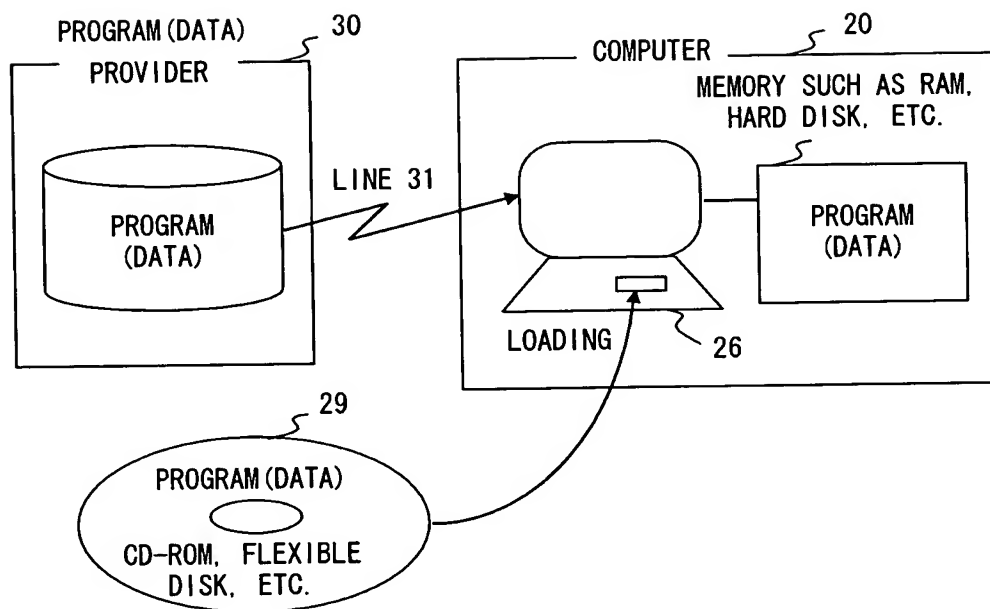 PROGRAM(DATA)
PROVIDER
30
PROGRAM
(DATA)
LINE 31
COMPUTER
20
MEMORY SUCH AS RAM,
HARD DISK, ETC.
PROGRAM
(DATA)
LOADING
26
29
PROGRAM(DATA)
CD-ROM, FLEXIBLE
DISK, ETC.